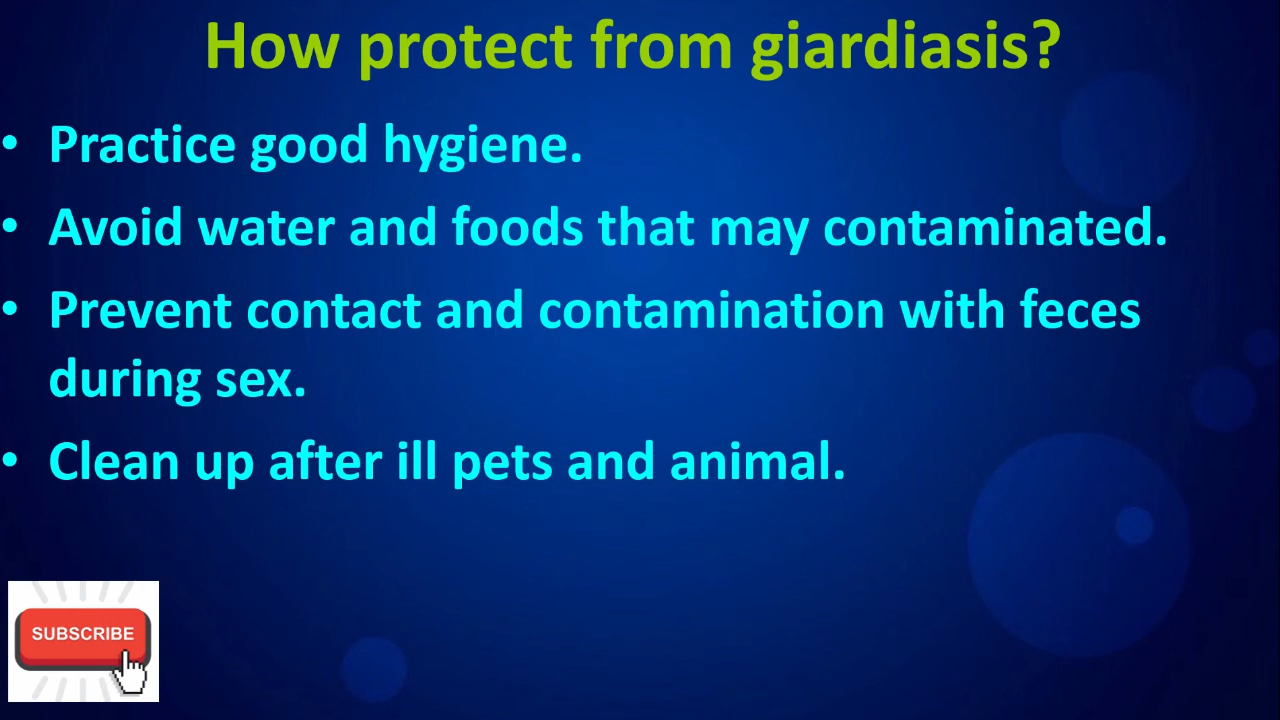 How protect from giardiasis?
• Practice good hygiene.
• Avoid water and foods that may contaminated.
• Prevent contact and contamination with feces
during sex.
• Clean up after ill pets and animal.
SUBSCRIBE